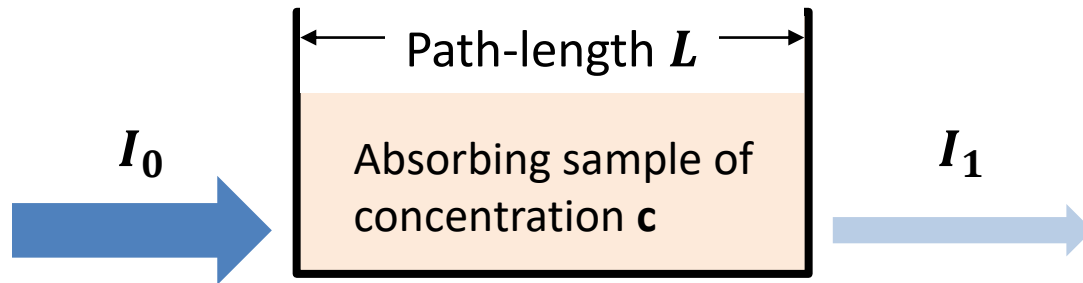 Path-length L
I₀
Absorbing sample of
concentration c
I₁